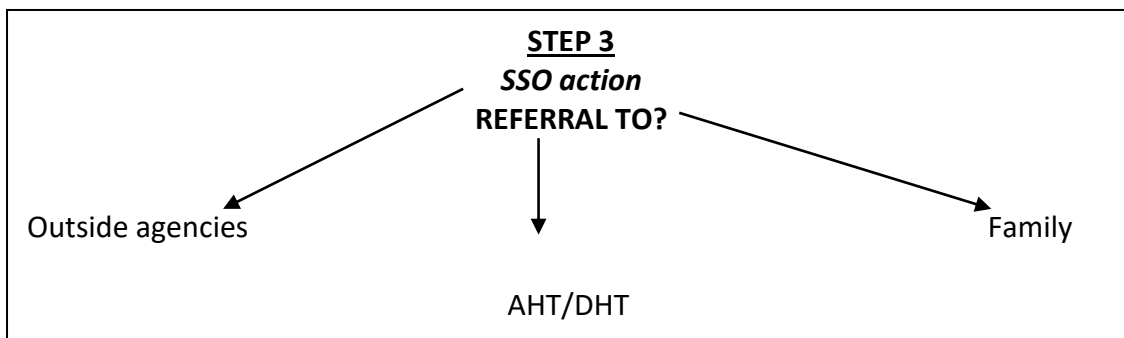 STEP 3
SSO action
REFERRAL TO?
Outside agencies
Family
AHT/DHT